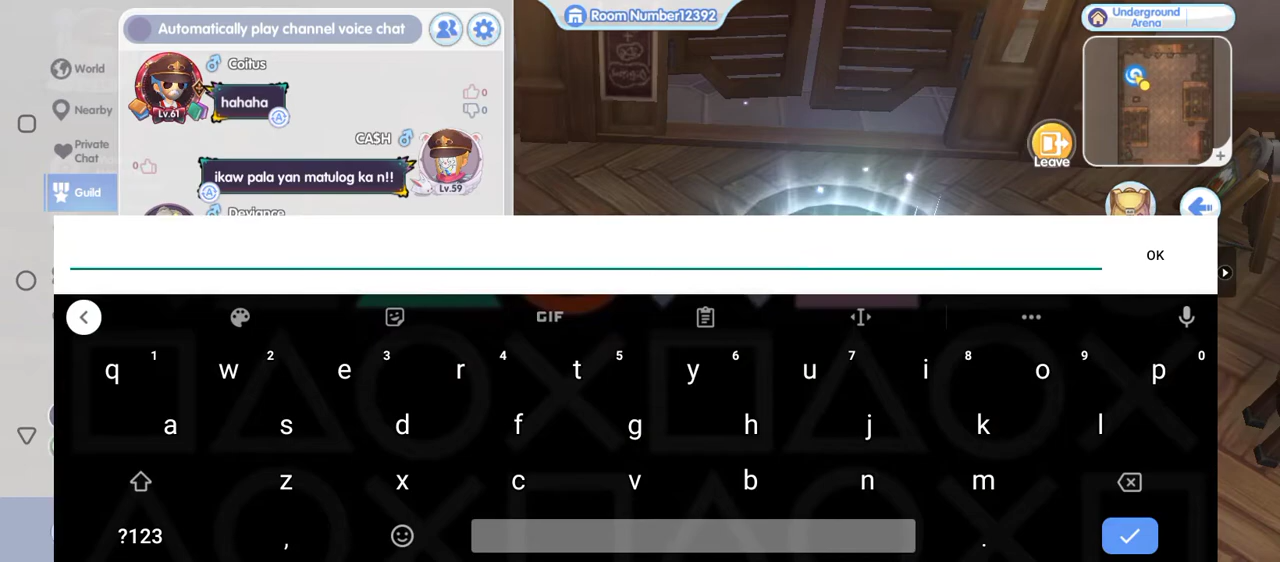 Automatically play channel voice chat
Room Number12392
Underground
Arena
World
Nearby
Private
Chat
Guild
Coitus
hahaha
Lv.61
0
0
CA$H
0
ikaw pala yan matulog ka n!!
Lv.59
Deviance
Leave
OK
GIF
q 1 w 2 e 3 r 4 t 5 y 6 u 7 i 8 o 9 p 0
a s d f g h j k l
z x c v b n m
?123 , .